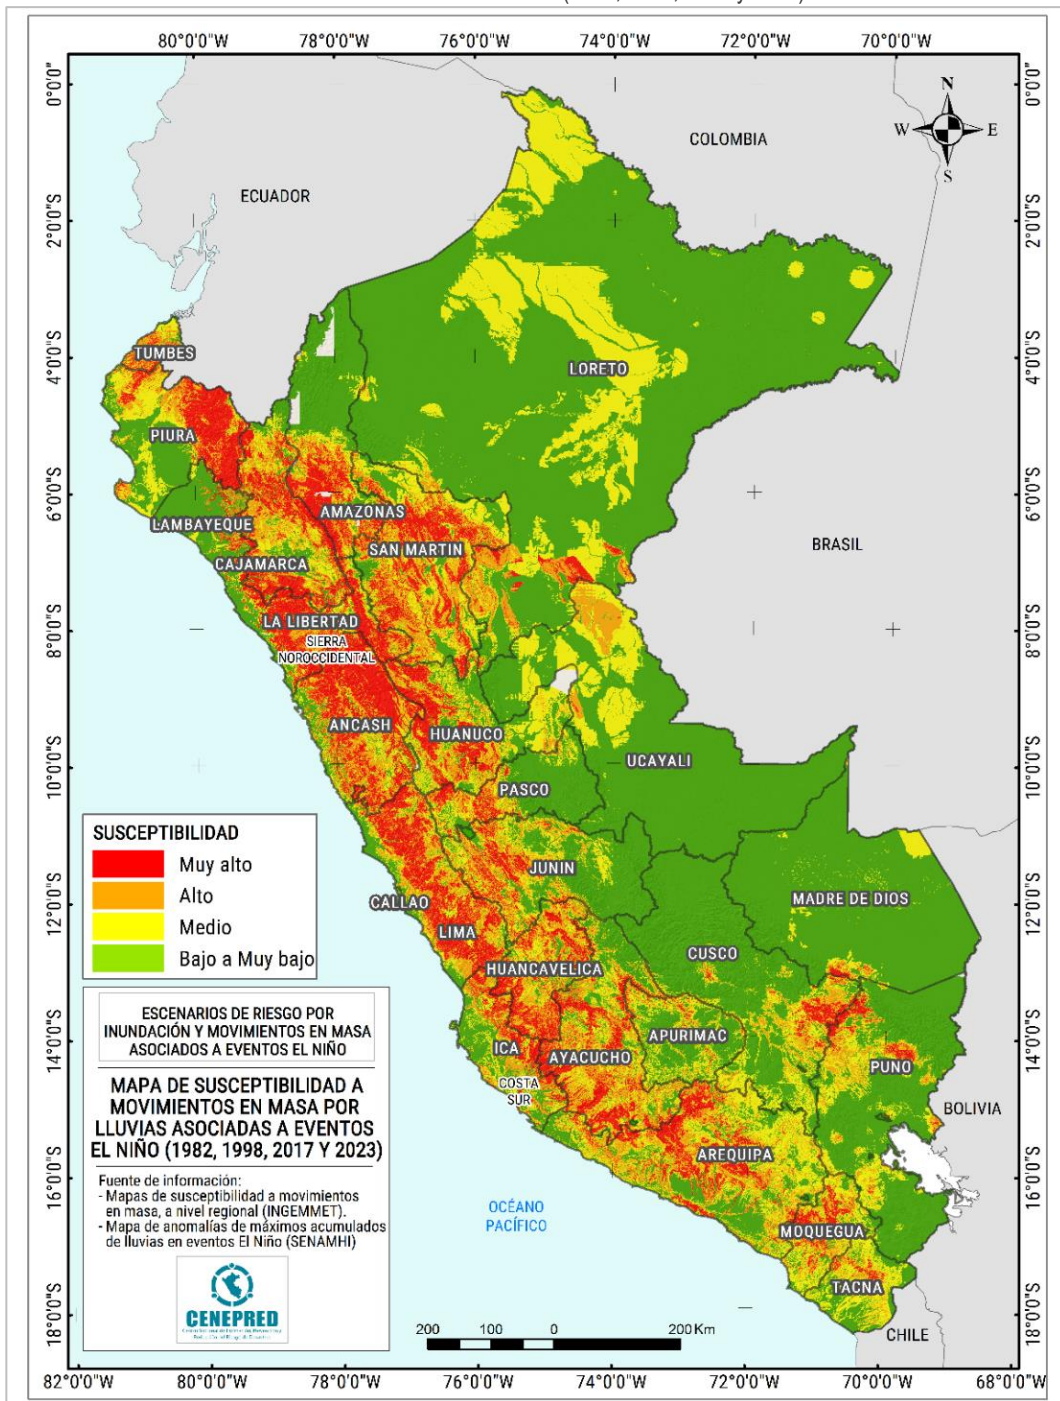 80°0'0"W 78°0'0"W 76°0'0"W 74°0'0"W 72°0'0"W 70°0'0"W
0°0'0"
2°0'0"S
4°0'0"S
6°0'0"S
8°0'0"S
10°0'0"S
12°0'0"S
14°0'0"S
16°0'0"S
18°0'0"S
N
W E
S
COLOMBIA
ECUADOR
TUMBES
LORETO
PIURA
AMAZONAS
LAMBAYEQUE
SAN MARTIN
BRASIL
CAJAMARCA
LA LIBERTAD
SIERRA
NOROCCIDENTAL
ANCASH
HUANUCO
UCAYALI
PASCO
JUNIN
CALLAO
MADRE DE DIOS
LIMA
CUSCO
HUANCAVELICA
APURIMAC
ICA
AYACUCHO
PUNO
COSTA
SUR
BOLIVIA
AREQUIPA
OCÉANO
PACÍFICO
MOQUEGUA
TACNA
CHILE
SUSCEPTIBILIDAD
Muy alto
Alto
Medio
Bajo a Muy bajo
ESCENARIOS DE RIESGO POR
INUNDACIÓN Y MOVIMIENTOS EN MASA
ASOCIADOS A EVENTOS EL NIÑO
MAPA DE SUSCEPTIBILIDAD A
MOVIMIENTOS EN MASA POR
LLUVIAS ASOCIADAS A EVENTOS
EL NIÑO (1982, 1998, 2017 Y 2023)
Fuente de información:
- Mapas de susceptibilidad a movimientos
en masa, a nivel regional (INGEMMET).
- Mapa de anomalías de máximos acumulados
de lluvias en eventos El Niño (SENAMHI)
CENEPRED
200 100 0 200 Km
0°0'0"
2°0'0"S
4°0'0"S
6°0'0"S
8°0'0"S
10°0'0"S
12°0'0"S
14°0'0"S
16°0'0"S
18°0'0"S
82°0'0"W 80°0'0"W 78°0'0"W 76°0'0"W 74°0'0"W 72°0'0"W 70°0'0"W 68°0'0"W